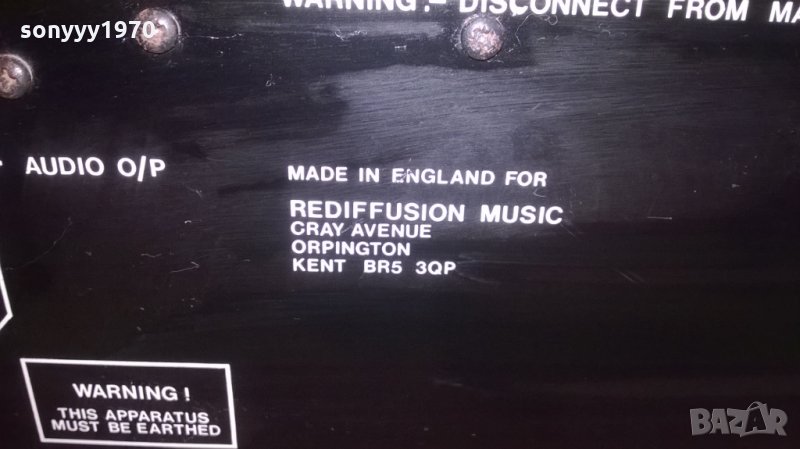 sonyyy1970
WARNING:- DISCONNECT FROM
AUDIO O/P
MADE IN ENGLAND FOR
REDIFFUSION MUSIC
CRAY AVENUE
ORPINGTON
KENT BR5 3QP
WARNING !
THIS APPARATUS
MUST BE EARTHED
BAZAR